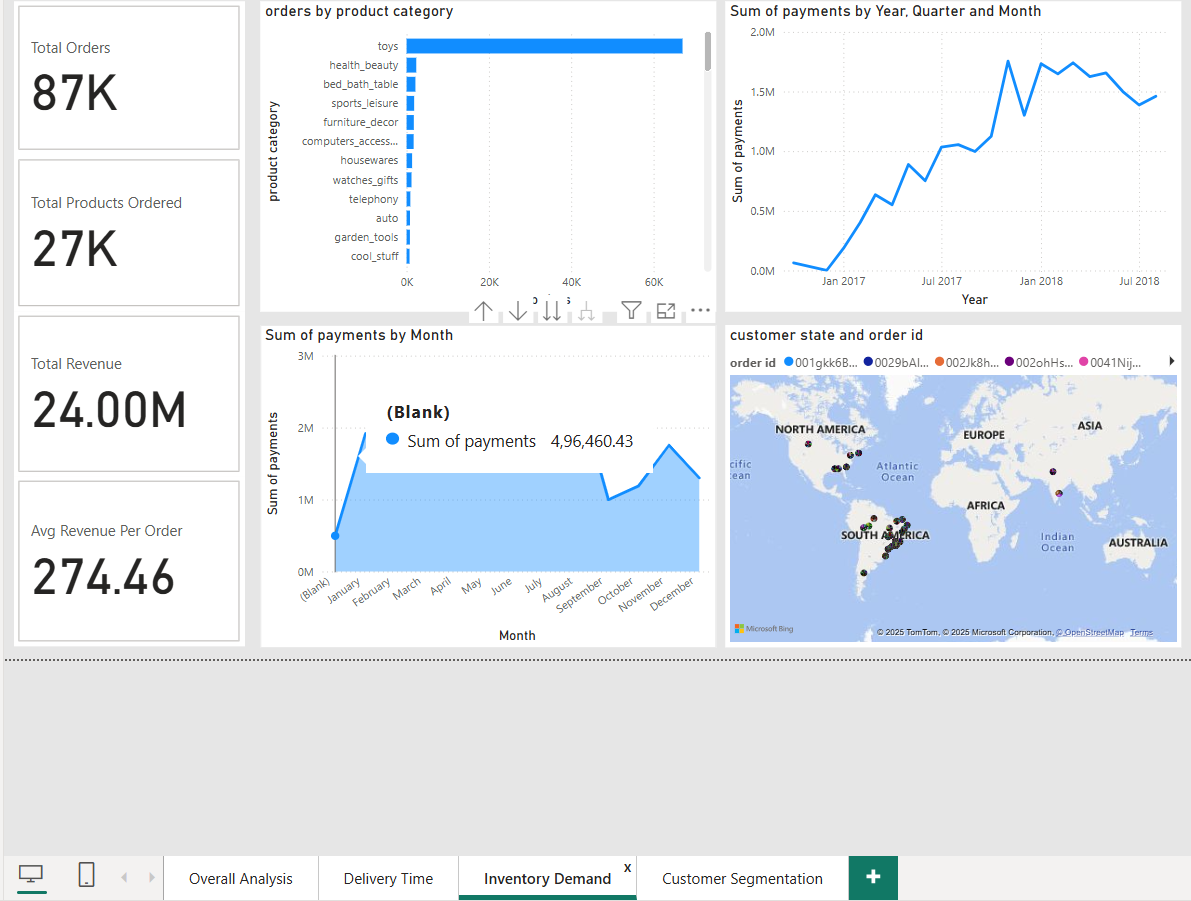 Total Orders
87K
Total Products Ordered
27K
Total Revenue
24.00M
Avg Revenue Per Order
274.46
orders by product category
product category
toys
health_beauty
bed_bath_table
sports_leisure
furniture_decor
computers_access...
housewares
watches_gifts
telephony
auto
garden_tools
cool_stuff
0K 20K 40K 60K
Sum of payments by Year, Quarter and Month
Sum of payments
2.0M
1.5M
1.0M
0.5M
0.0M
Jan 2017 Jul 2017 Jan 2018 Jul 2018
Year
Sum of payments by Month
Sum of payments
3M
2M
1M
0M
(Blank)
Sum of payments 4,96,460.43
(Blank) January February March April May June July August September October November December
Month
customer state and order id
order id 001gkk6B... 0029bAl... 002Jk8h... 002ohHs... 0041Nij...
NORTH AMERICA
EUROPE
ASIA
cific
ean
Atlantic
Ocean
AFRICA
SOUTH AMERICA
Indian
Ocean
AUSTRALIA
Microsoft Bing
© 2025 TomTom, © 2025 Microsoft Corporation, © OpenStreetMap Terms
Overall Analysis
Delivery Time
Inventory Demand
x
Customer Segmentation
+